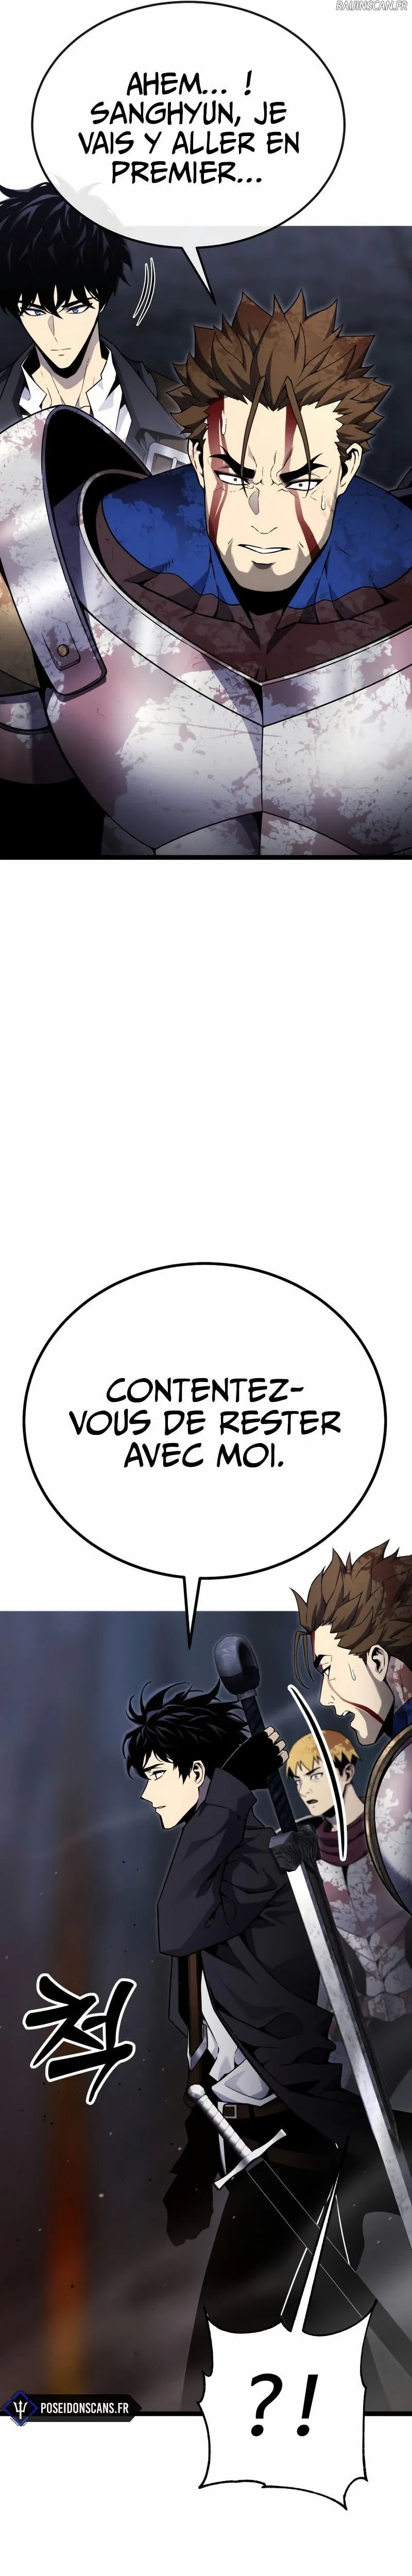 RAIJINSCAN.FR
AHEM... !
SANGHYUN, JE
VAIS Y ALLER EN
PREMIER...
CONTENTEZ-
VOUS DE RESTER
AVEC MOI.
척
?!
POSEIDONSCANS.FR